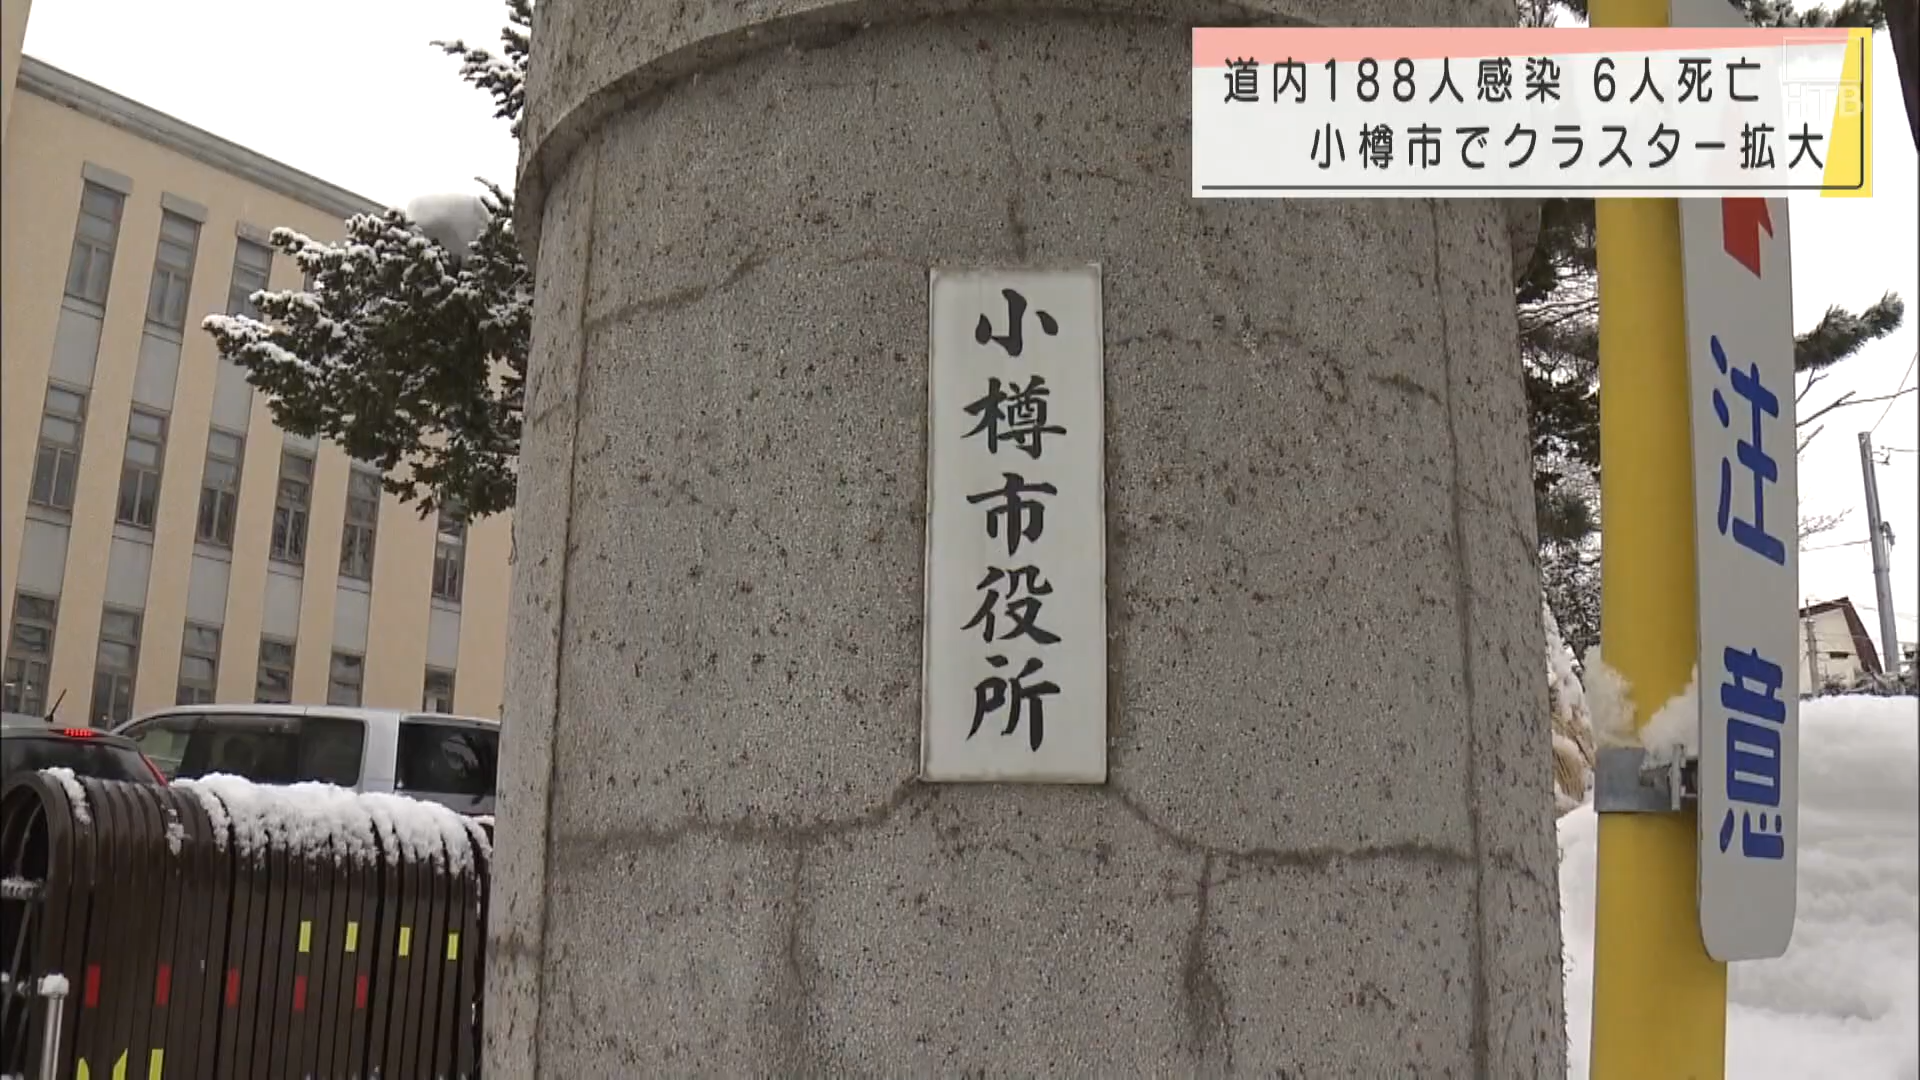 道内188人感染 6人死亡
小樽市でクラスター拡大
HTB
小樽市役所
注意